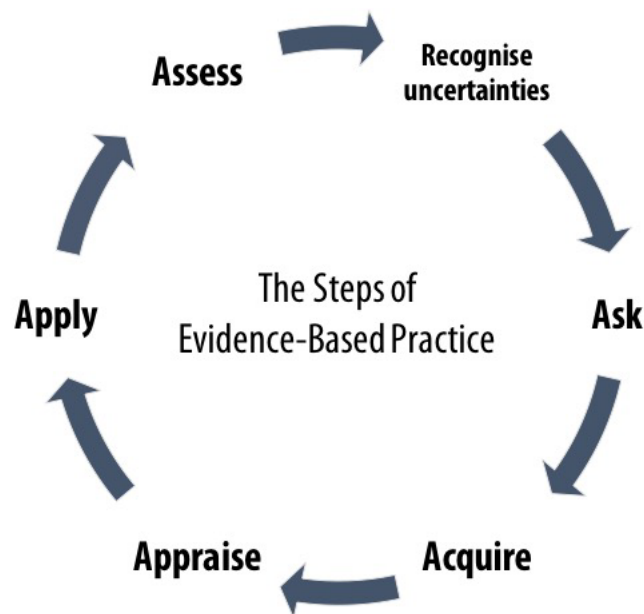 Assess
Recognise
uncertainties
Ask
Acquire
Appraise
Apply
The Steps of
Evidence-Based Practice